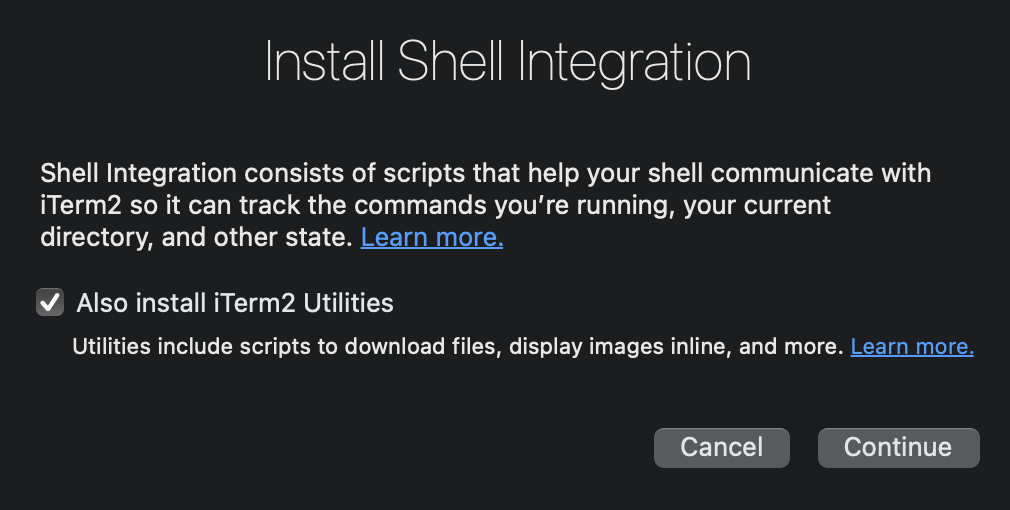 Install Shell Integration
Shell Integration consists of scripts that help your shell communicate with
iTerm2 so it can track the commands you’re running, your current
directory, and other state. Learn more.
Also install iTerm2 Utilities
Utilities include scripts to download files, display images inline, and more. Learn more.
Cancel Continue